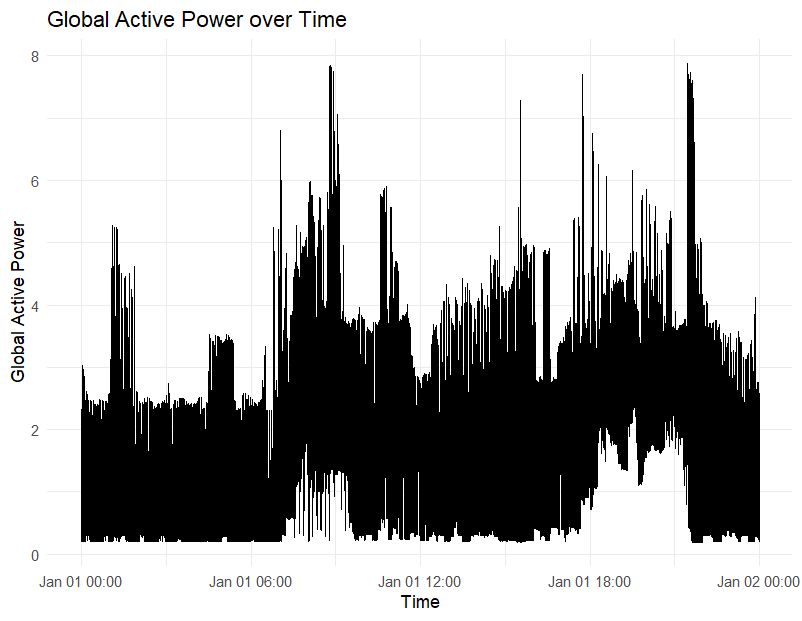 Global Active Power over Time
8
6
4
2
0
Global Active Power
Jan 01 00:00
Jan 01 06:00
Jan 01 12:00
Jan 01 18:00
Jan 02 00:00
Time